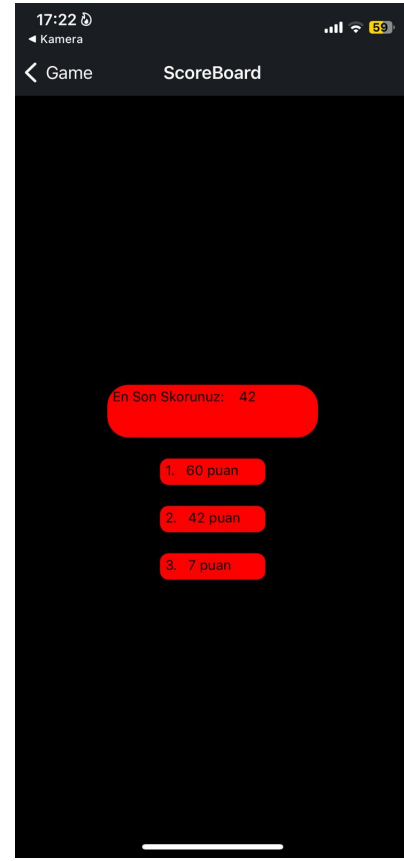 17:22
59
◀ Kamera
Game
ScoreBoard
En Son Skorunuz: 42
1. 60 puan
2. 42 puan
3. 7 puan